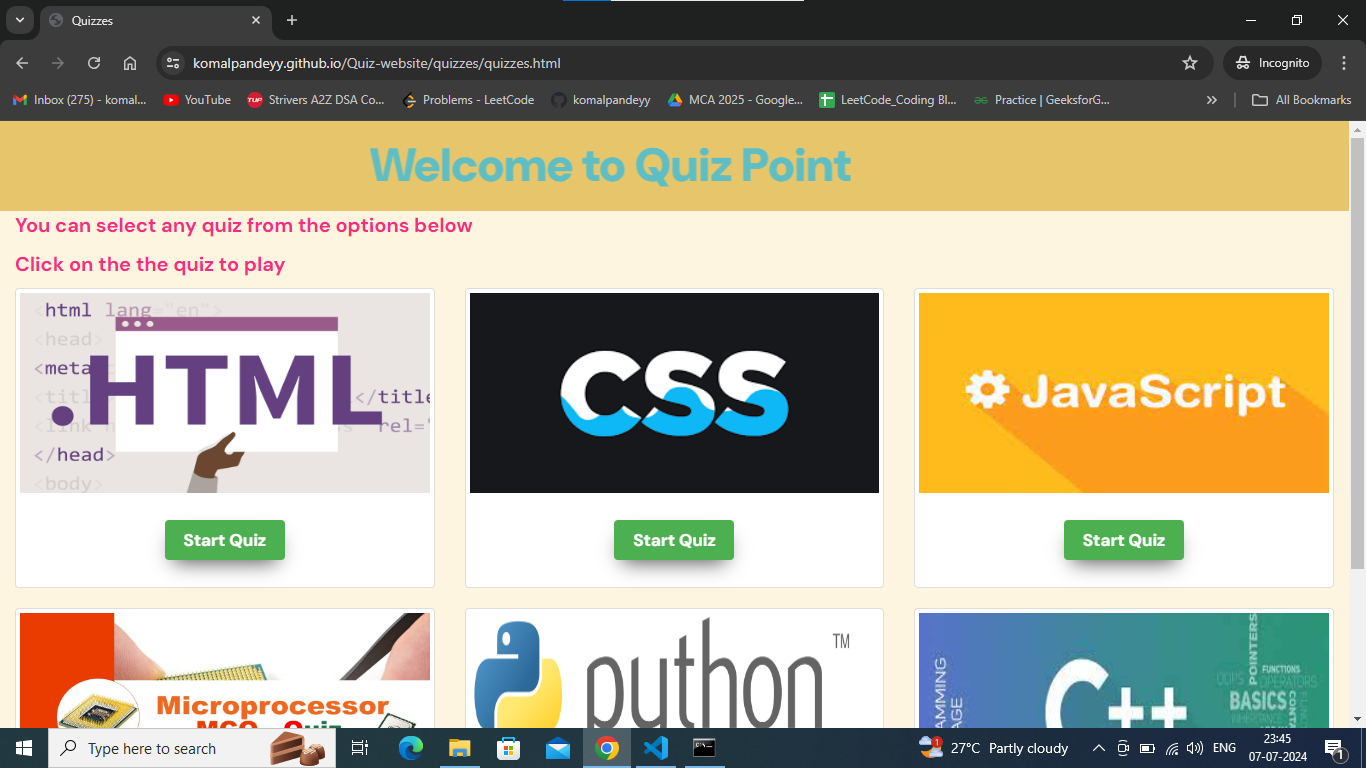 Quizzes
komalpandeyy.github.io/Quiz-website/quizzes/quizzes.html
Incognito
Inbox (275) - komal...
YouTube
TUF
Strivers A2Z DSA Co...
Problems - LeetCode
komalpandeyy
MCA 2025 - Google...
LeetCode_Coding Bl...
Practice | GeeksforG...
All Bookmarks
Welcome to Quiz Point
You can select any quiz from the options below
Click on the the quiz to play
<html lang="en">
<head>
<meta
<titl
</title
<link h
rel="
</head>
<body>
.HTML
CSS
JavaScript
Start Quiz
Start Quiz
Start Quiz
Microprocessor
MCQ Quiz
python
TM
C++
POINTERS
FUNCTIONS
OOPS OPERATORS
BASICS
INHERITANCE
Type here to search
27°C Partly cloudy
ENG
23:45
07-07-2024
1